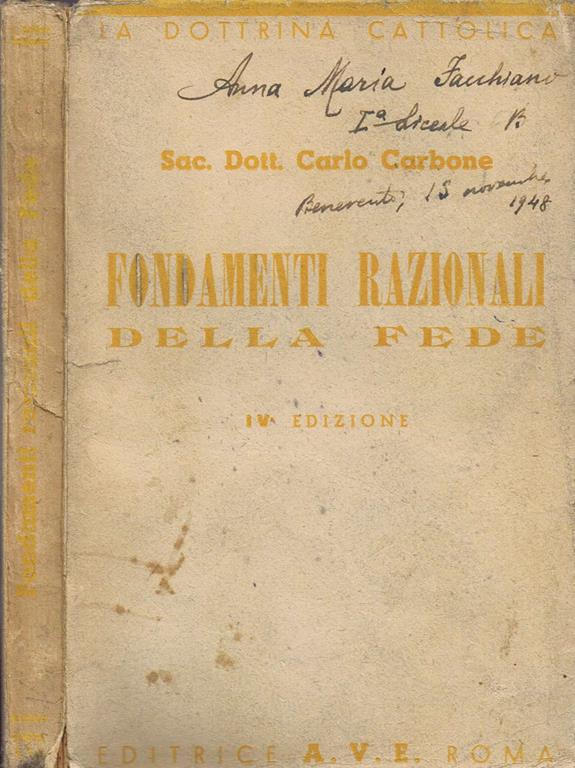 LA DOTTRINA CATTOLICA
Anna Maria Facchiano
Iª Liceale B
Sac. Dott. Carlo Carbone
Benevento, 15 novembre
1948
FONDAMENTI RAZIONALI
DELLA FEDE
IV EDIZIONE
EDITRICE A. V. E. ROMA
Fondamenti razionali della Fede